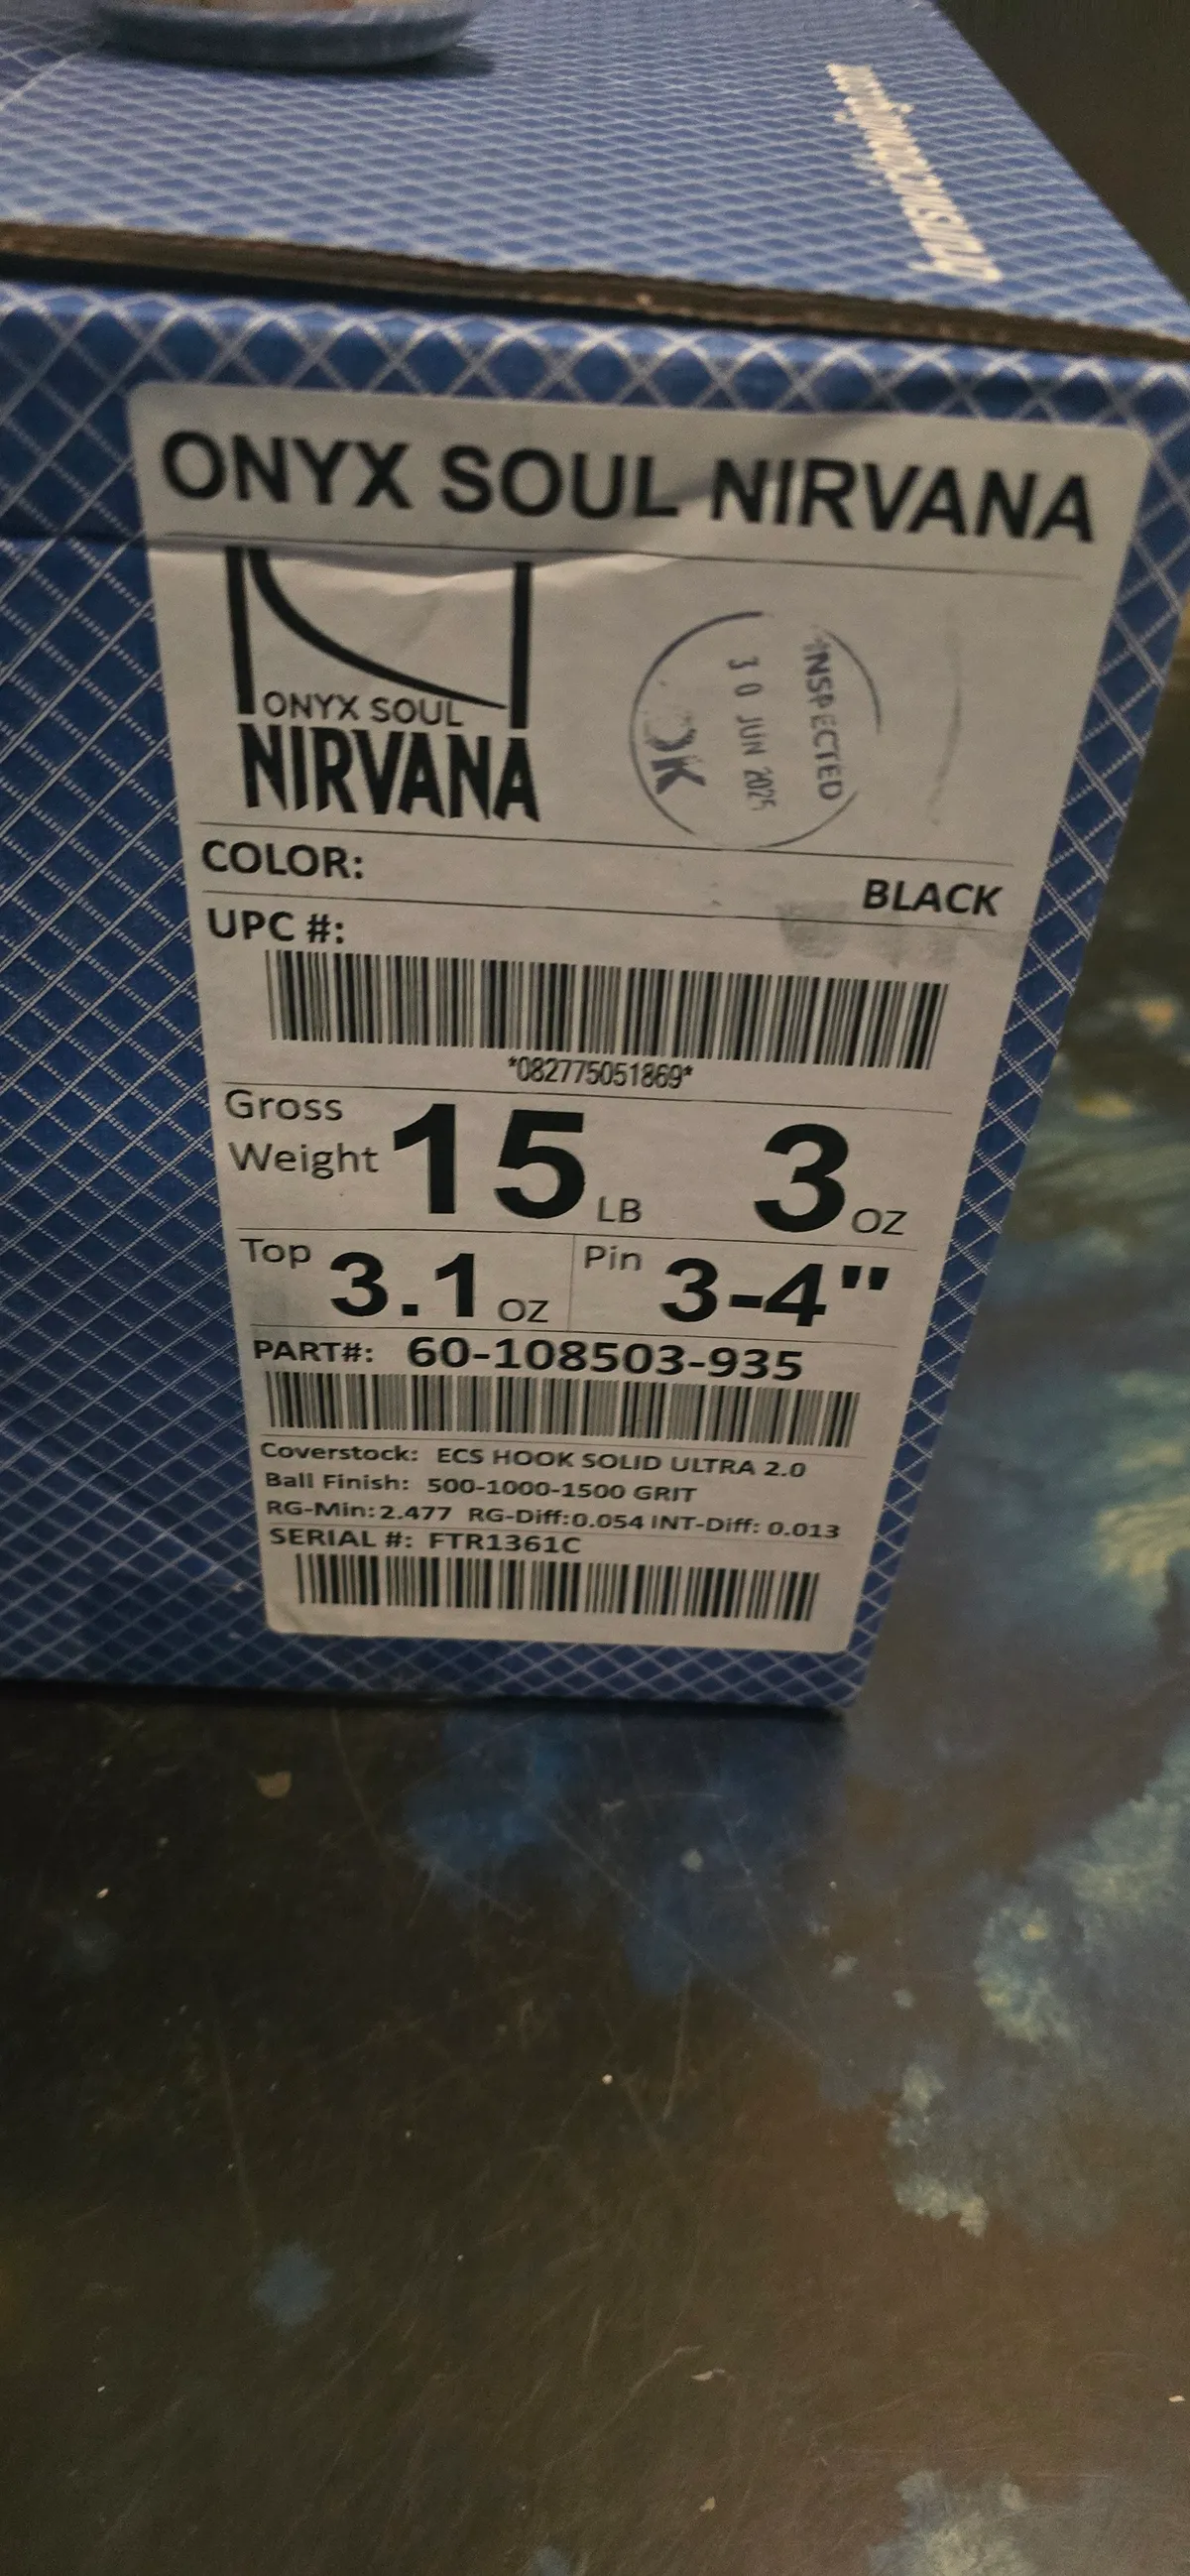 ONYX SOUL NIRVANA
ONYX SOUL
NIRVANA
INSPECTED
30 JUN 2025
OK
COLOR: BLACK
UPC #:
*082775051869*
Gross Weight 15 LB 3 OZ
Top 3.1 OZ Pin 3-4"
PART#: 60-108503-935
Coverstock: ECS HOOK SOLID ULTRA 2.0
Ball Finish: 500-1000-1500 GRIT
RG-Min:2.477 RG-Diff:0.054 INT-Diff: 0.013
SERIAL #: FTR1361C